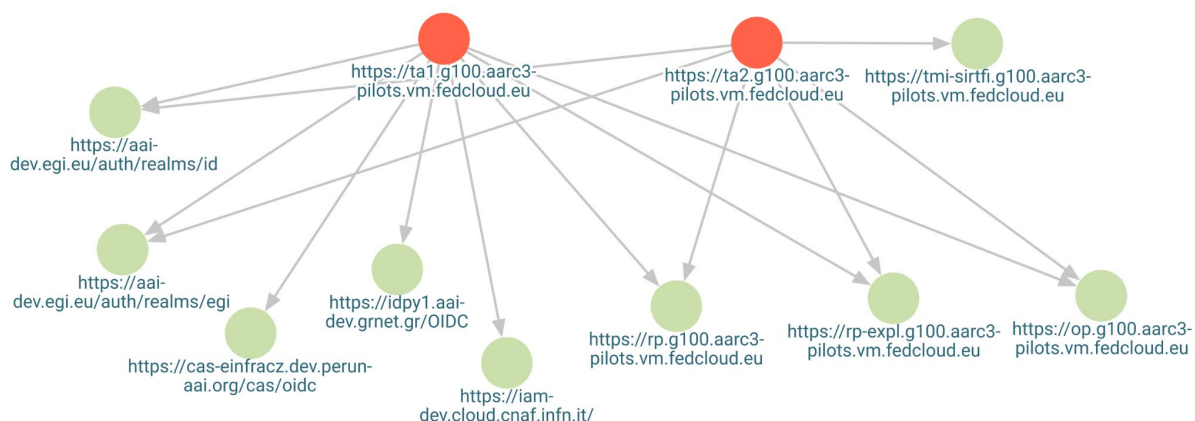 https://ta1.g100.aarc3-
pilots.vm.fedcloud.eu
https://ta2.g100.aarc3-
pilots.vm.fedcloud.eu
https://tmi-sirtfi.g100.aarc3-
pilots.vm.fedcloud.eu
https://aai-
dev.egi.eu/auth/realms/id
https://aai-
dev.egi.eu/auth/realms/egi
https://cas-einfracz.dev.perun-
aai.org/cas/oidc
https://idpy1.aai-
dev.grnet.gr/OIDC
https://iam-
dev.cloud.cnaf.infn.it/
https://rp.g100.aarc3-
pilots.vm.fedcloud.eu
https://rp-expl.g100.aarc3-
pilots.vm.fedcloud.eu
https://op.g100.aarc3-
pilots.vm.fedcloud.eu